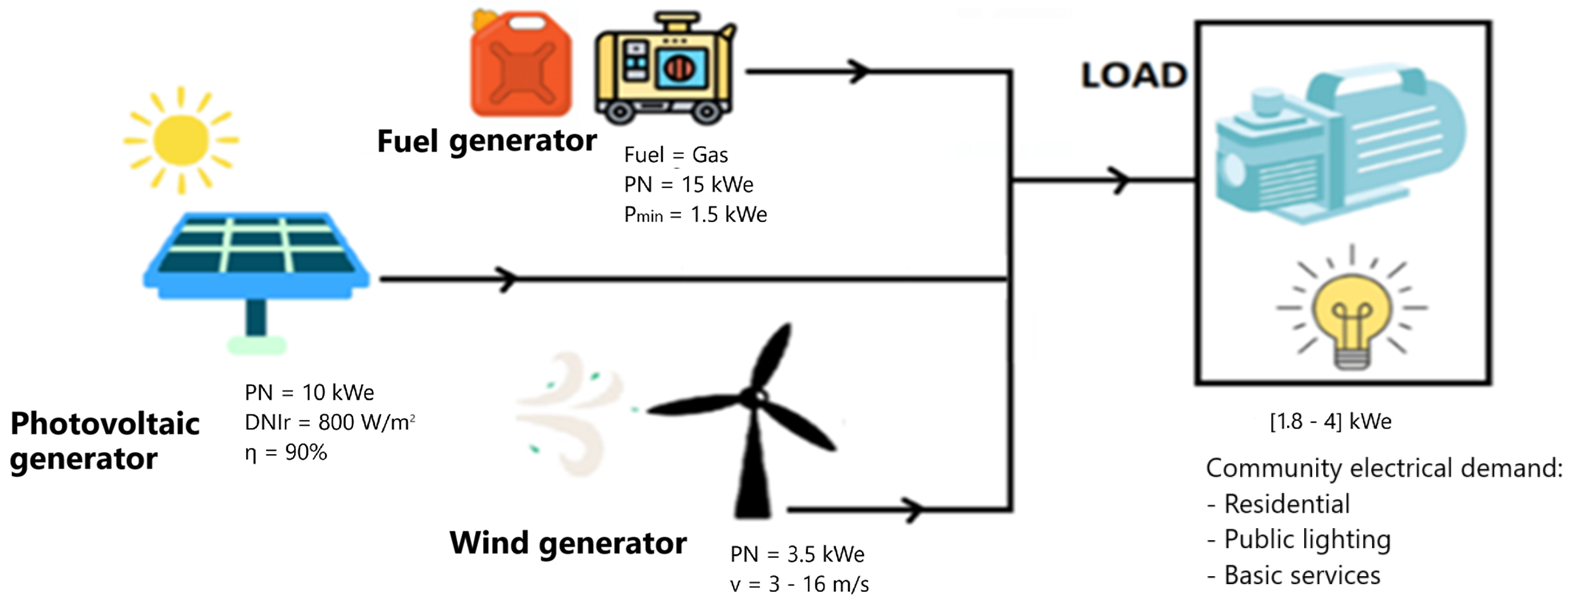 Fuel generator
Fuel = Gas
PN = 15 kWe
Pmin = 1.5 kWe
LOAD
Photovoltaic
generator
PN = 10 kWe
DNIr = 800 W/m²
η = 90%
Wind generator
PN = 3.5 kWe
v = 3 - 16 m/s
[1.8 - 4] kWe
Community electrical demand:
- Residential
- Public lighting
- Basic services